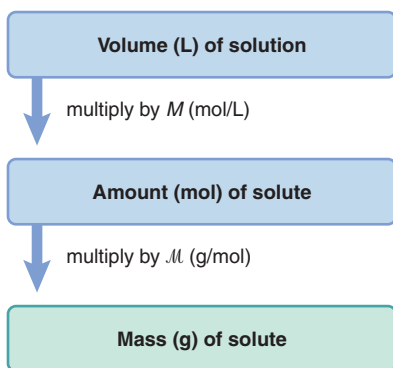 Volume (L) of solution
multiply by M (mol/L)
Amount (mol) of solute
multiply by ℳ (g/mol)
Mass (g) of solute